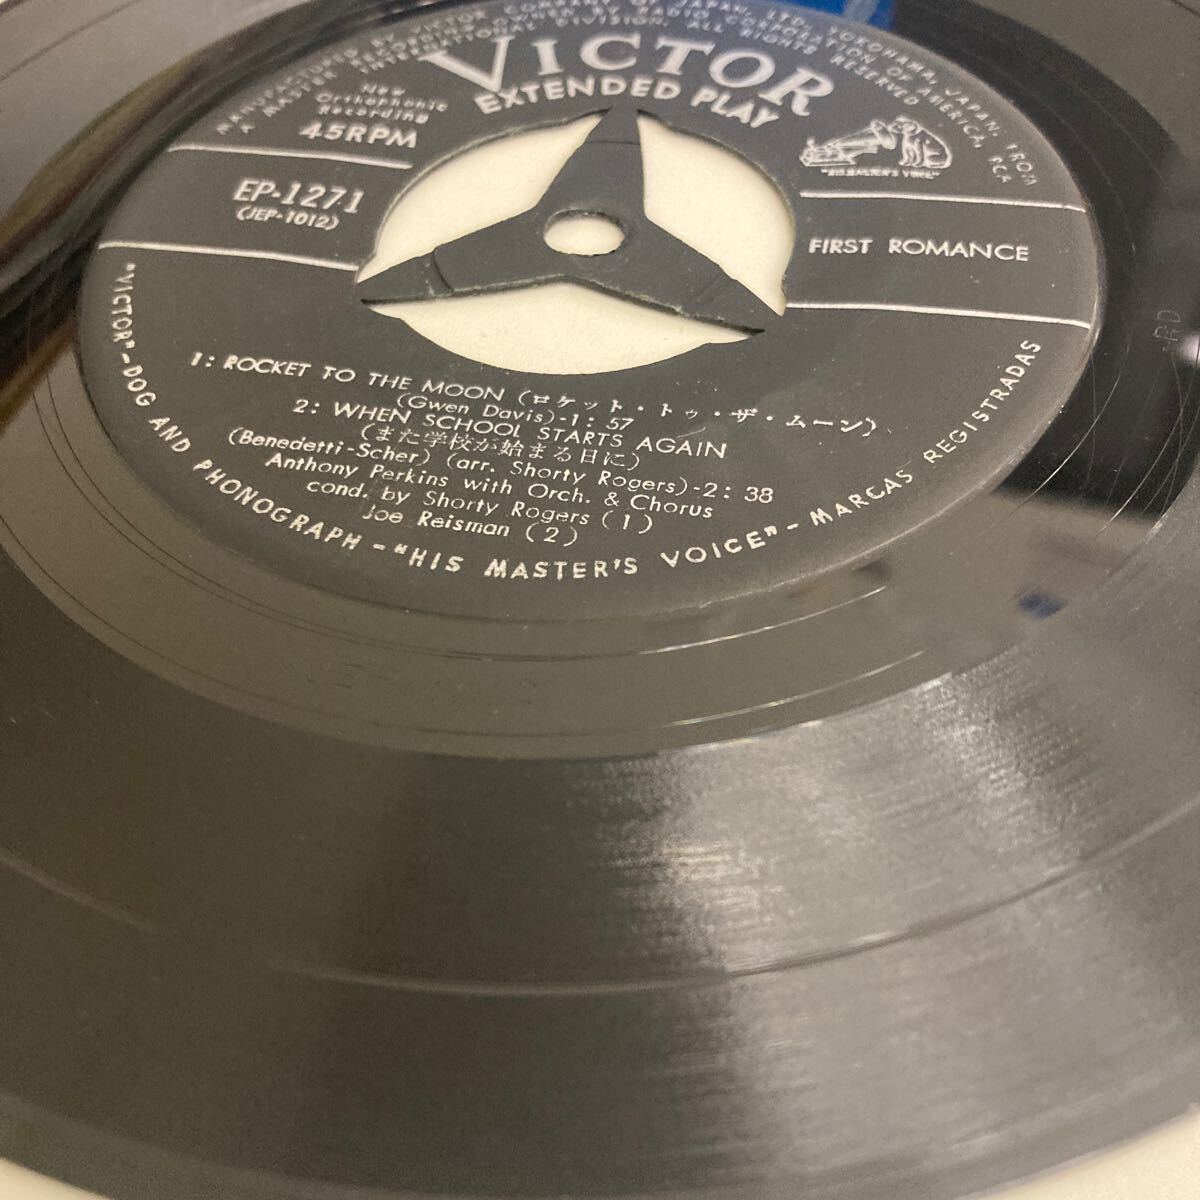 MANUFACTURED BY VICTOR COMPANY OF JAPAN, LTD. YOKOHAMA, JAPAN. FROM
A MASTER RECORDING AUDIO CORPORATION OF AMERICA, RCA
INTERNATIONAL DIVISION. ALL RIGHTS RESERVED
VICTOR
EXTENDED PLAY
New
Orthophonic
Recording
45RPM
"HIS MASTER'S VOICE"
EP-1271
(JEP-1012)
FIRST ROMANCE
1: ROCKET TO THE MOON (ロケット・トゥ・ザ・ムーン)
(Gwen Davis)-1: 57
2: WHEN SCHOOL STARTS AGAIN
(また学校が始まる日に)
(Benedetti-Scher) (arr. Shorty Rogers)-2: 38
Anthony Perkins with Orch. & Chorus
cond. by Shorty Rogers (1)
Joe Reisman (2)
"VICTOR"-DOG AND PHONOGRAPH-"HIS MASTER'S VOICE"-MARCAS REGISTRADAS